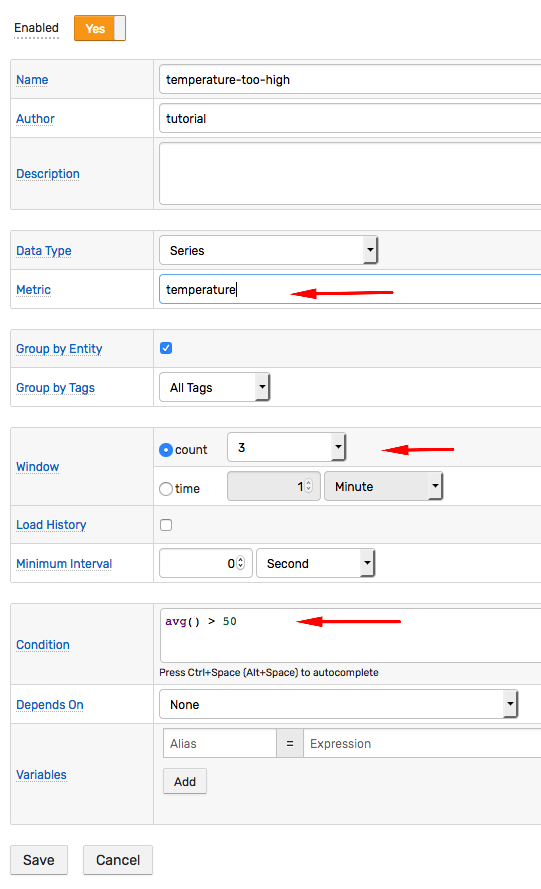 Enabled Yes
Name temperature-too-high
Author tutorial
Description
Data Type Series
Metric temperature
Group by Entity
Group by Tags All Tags
Window
count 3
time 1 Minute
Load History
Minimum Interval 0 Second
Condition
avg() > 50
Press Ctrl+Space (Alt+Space) to autocomplete
Depends On None
Variables
Alias = Expression
Add
Save Cancel